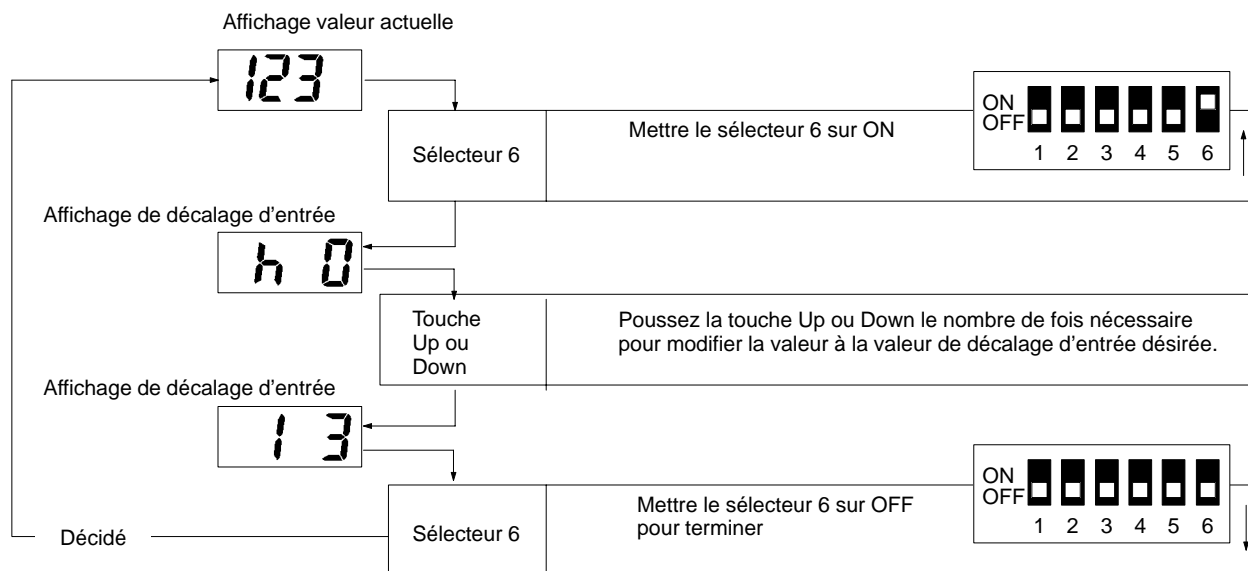 Affichage valeur actuelle
123
Sélecteur 6
Mettre le sélecteur 6 sur ON
ON
OFF
1 2 3 4 5 6
Affichage de décalage d'entrée
h 0
Touche
Up ou
Down
Poussez la touche Up ou Down le nombre de fois nécessaire
pour modifier la valeur à la valeur de décalage d'entrée désirée.
Affichage de décalage d'entrée
1 3
Décidé
Sélecteur 6
Mettre le sélecteur 6 sur OFF
pour terminer
ON
OFF
1 2 3 4 5 6